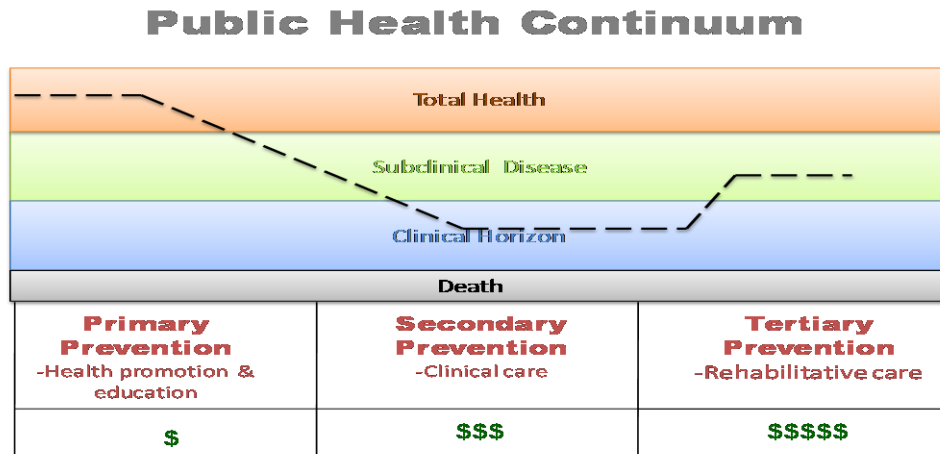 Public Health Continuum
Total Health
Subclinical Disease
Clinical Horizon
Death
Primary
Prevention
-Health promotion &
education
Secondary
Prevention
-Clinical care
Tertiary
Prevention
-Rehabilitative care
$
$$$
$$$$$